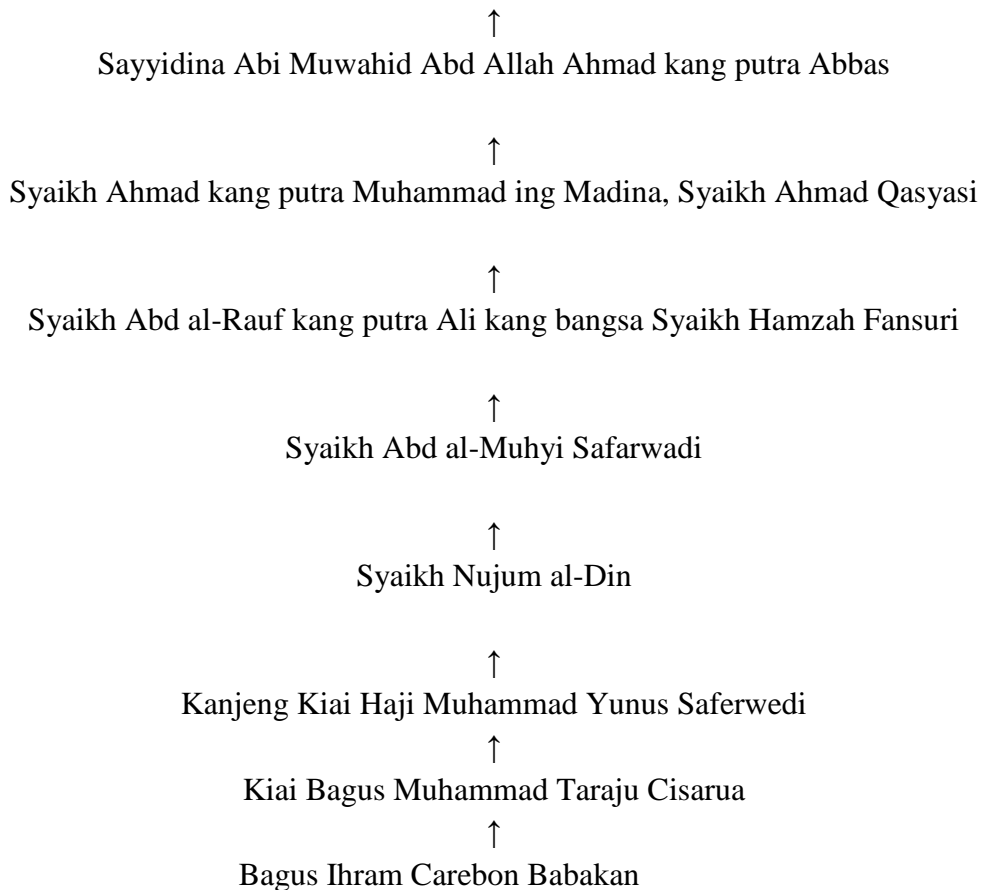 ↑
Sayyidina Abi Muwahid Abd Allah Ahmad kang putra Abbas
↑
Syaikh Ahmad kang putra Muhammad ing Madina, Syaikh Ahmad Qasyasi
↑
Syaikh Abd al-Rauf kang putra Ali kang bangsa Syaikh Hamzah Fansuri
↑
Syaikh Abd al-Muhyi Safarwadi
↑
Syaikh Nujum al-Din
↑
Kanjeng Kiai Haji Muhammad Yunus Saferwedi
↑
Kiai Bagus Muhammad Taraju Cisarua
↑
Bagus Ihram Carebon Babakan